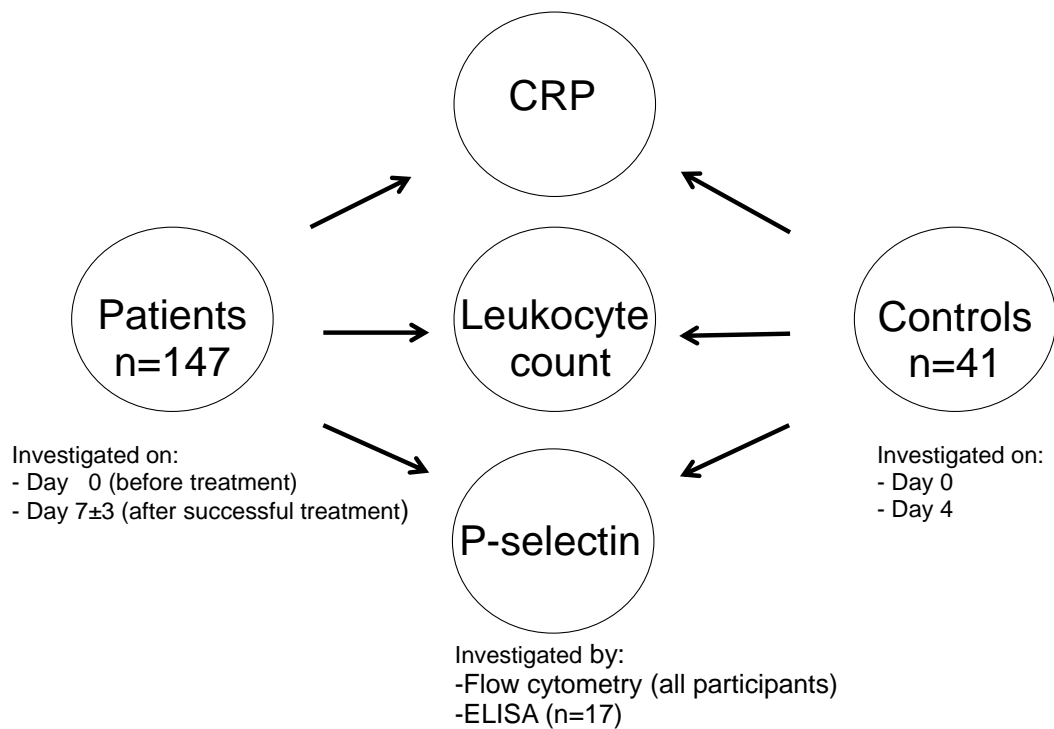 CRP
Patients
n=147
Leukocyte
count
Controls
n=41
Investigated on:
- Day 0 (before treatment)
- Day 7±3 (after successful treatment)
Investigated on:
- Day 0
- Day 4
P-selectin
Investigated by:
-Flow cytometry (all participants)
-ELISA (n=17)